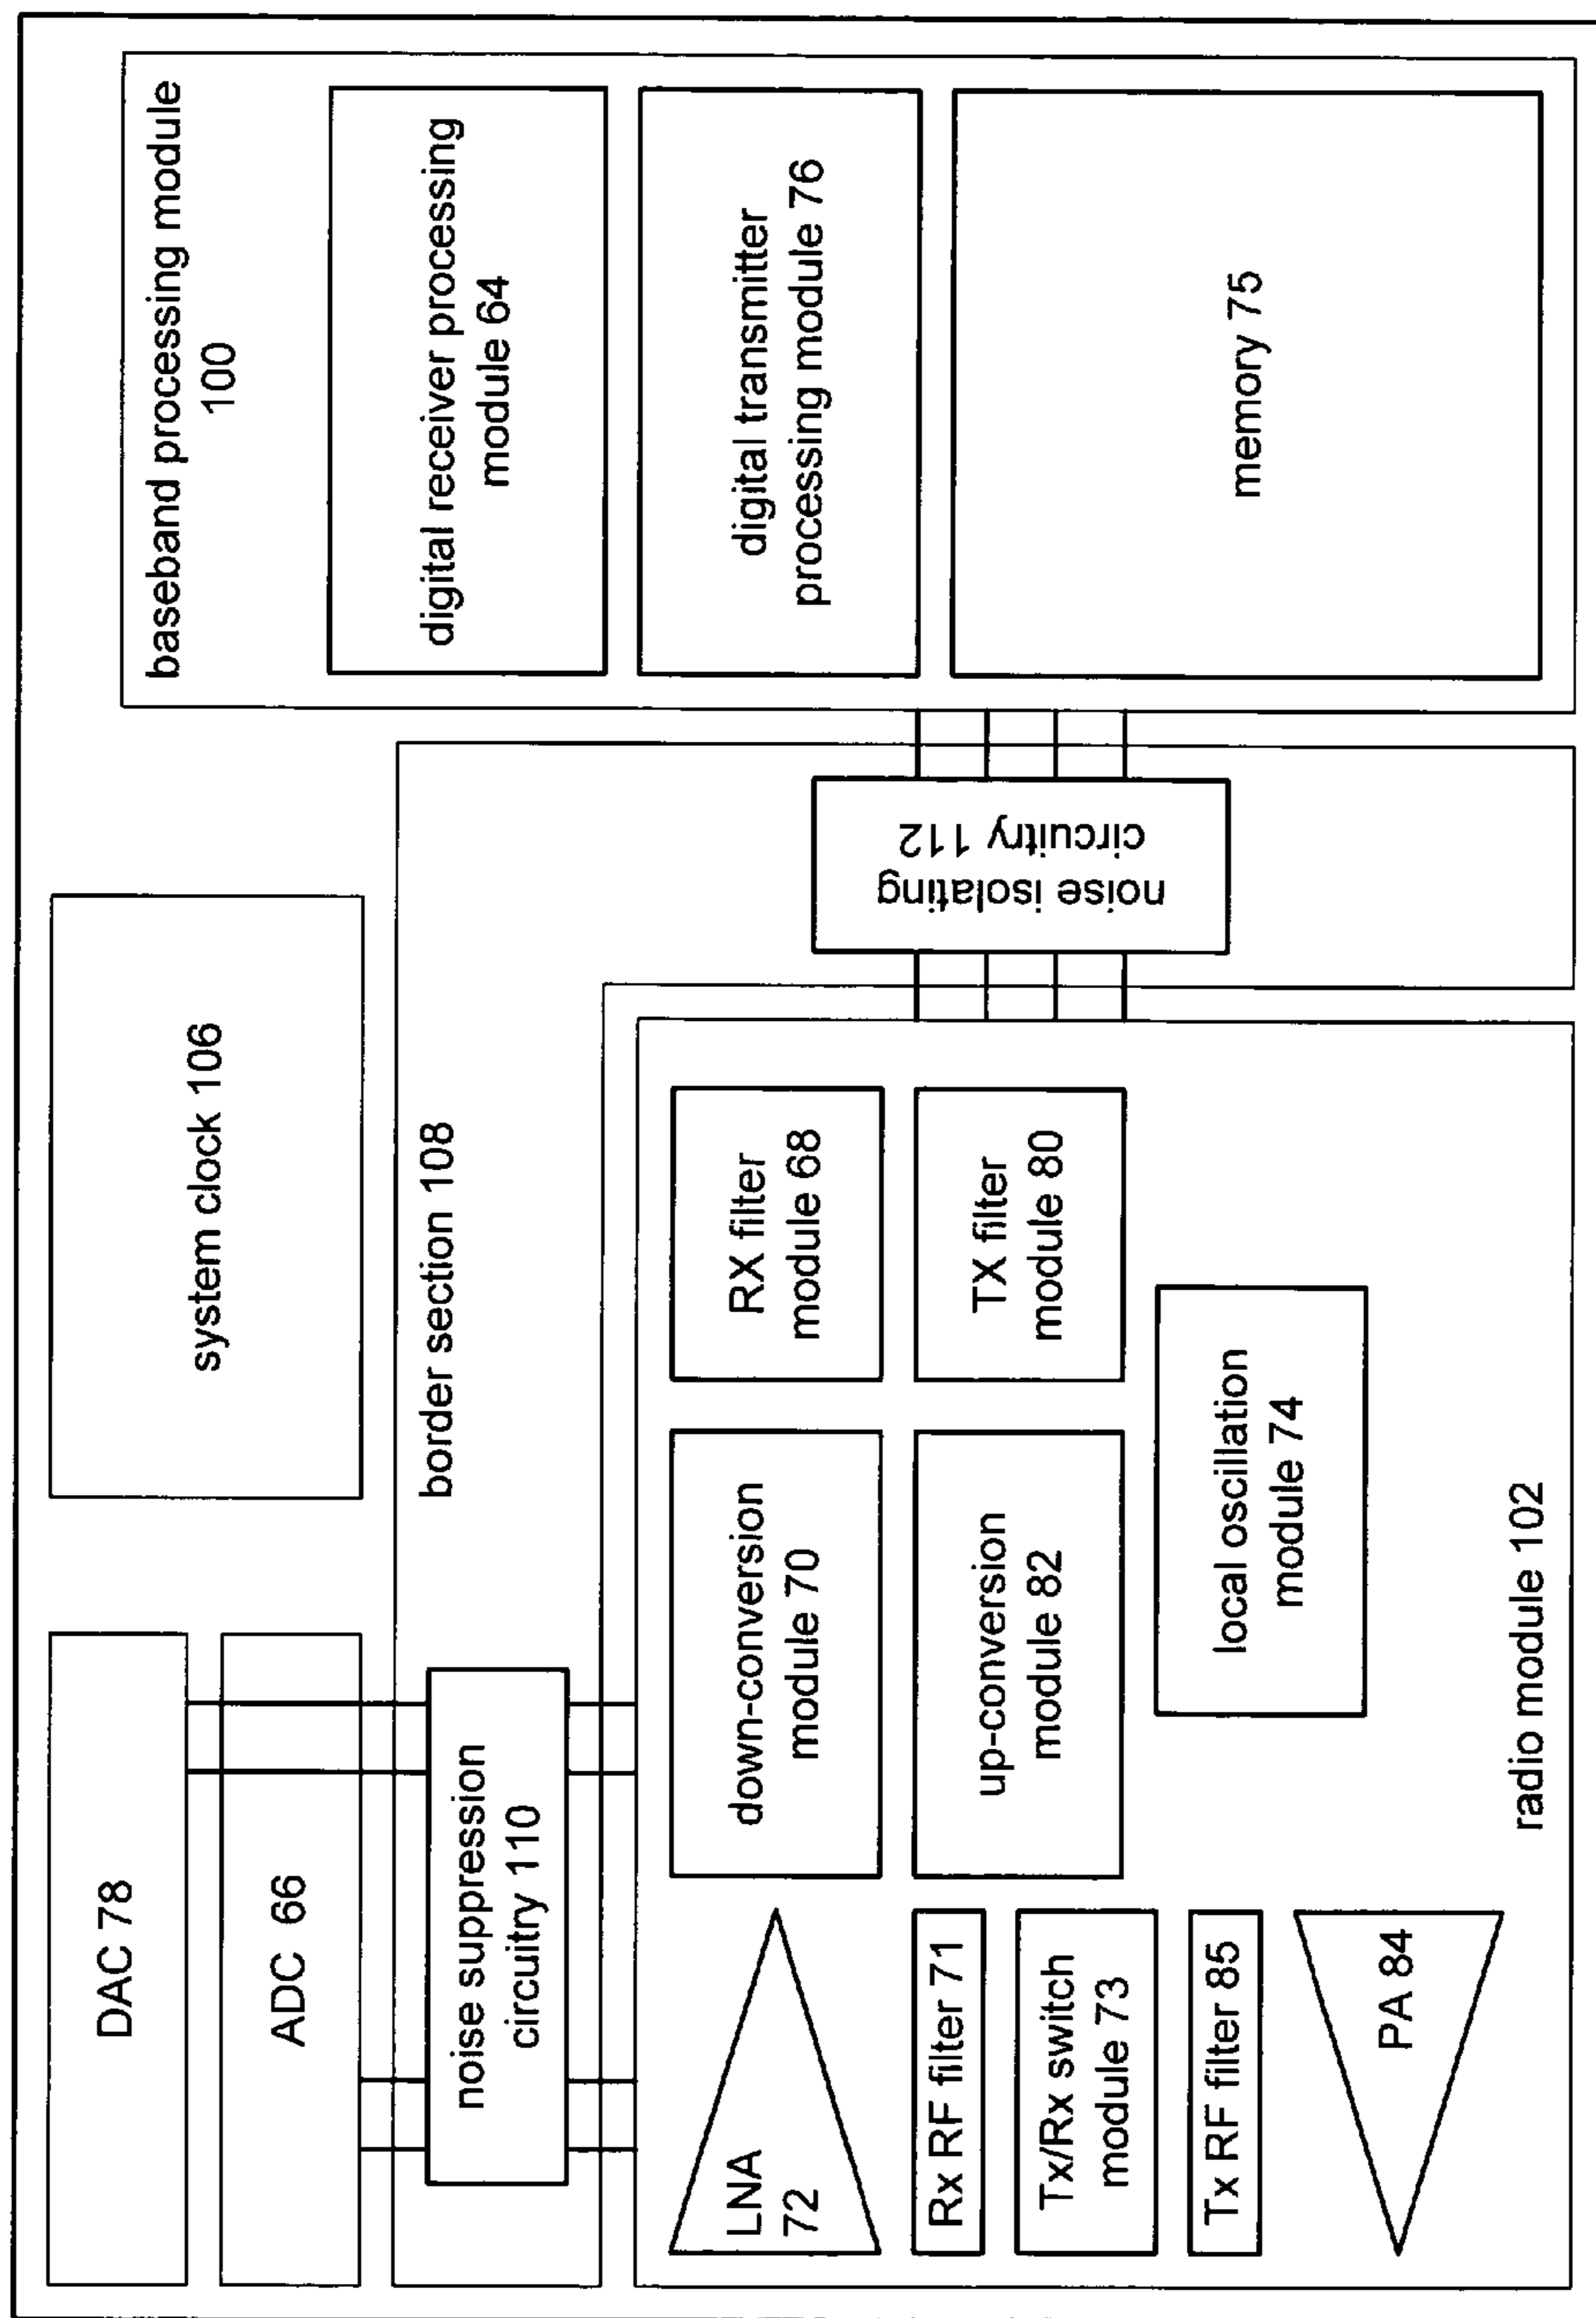 DAC 78
ADC 66
system clock 106
baseband processing module
100
digital receiver processing
module 64
digital transmitter
processing module 76
memory 75
border section 108
noise suppression
circuitry 110
noise isolating
circuitry 112
LNA
72
down-conversion
module 70
RX filter
module 68
Rx RF filter 71
Tx/Rx switch
module 73
Tx RF filter 85
up-conversion
module 82
TX filter
module 80
local oscillation
module 74
PA 84
radio module 102